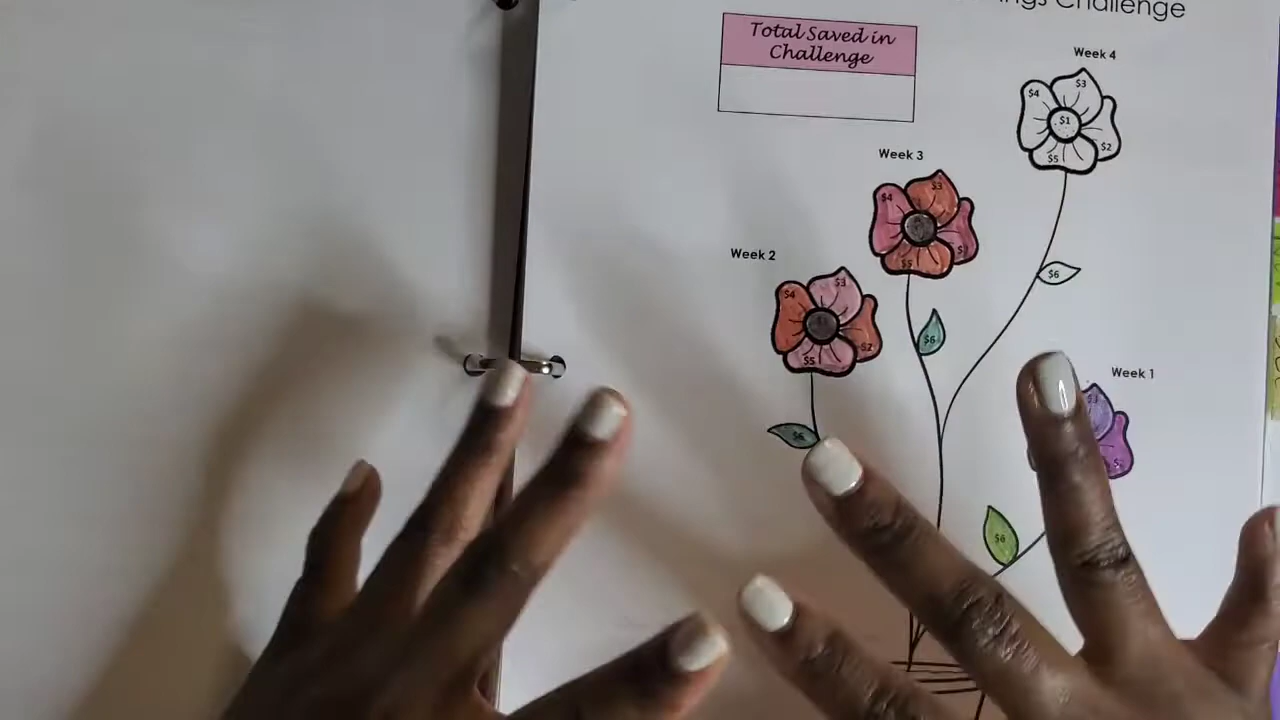 Challenge
Total Saved in
Challenge
Week 4
$4
$3
$1
$2
$5
Week 3
$4
$3
$5
$6
Week 2
$4
$3
$2
$5
$6
$6
Week 1
$6